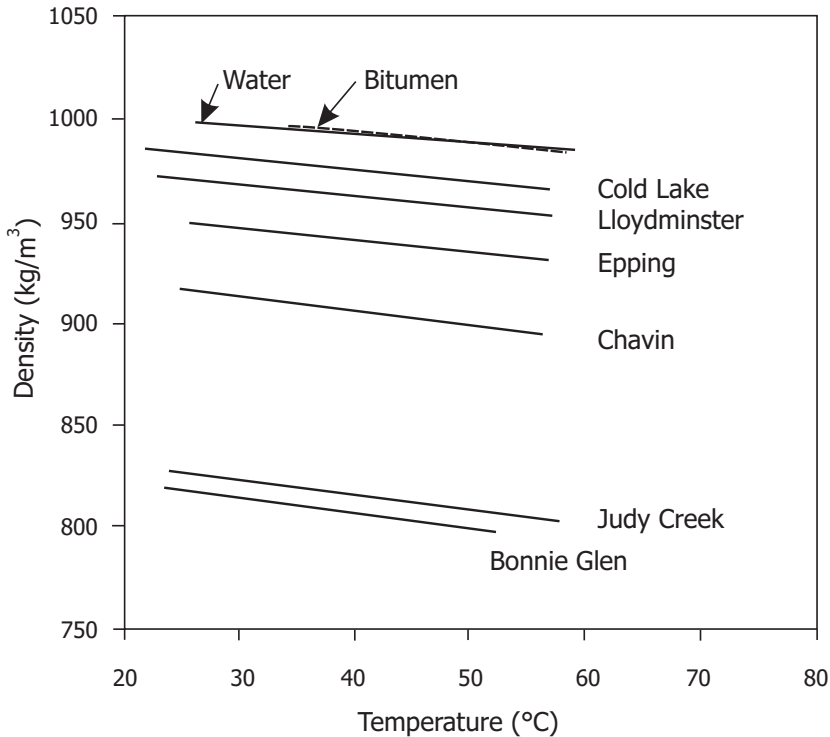 1050
1000
950
900
850
800
750
Density (kg/m³)
Water
Bitumen
Cold Lake
Lloydminster
Epping
Chavin
Judy Creek
Bonnie Glen
20 30 40 50 60 70 80
Temperature (°C)